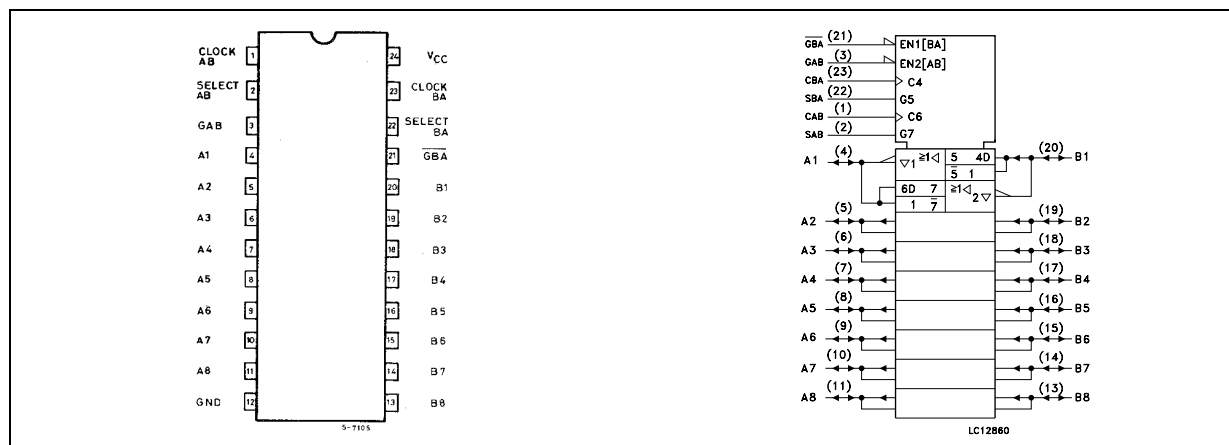 CLOCK AB 1 24 VCC
SELECT AB 2 23 CLOCK BA
GAB 3 22 SELECT BA
A1 4 21 GBA
A2 5 20 B1
A3 6 19 B2
A4 7 18 B3
A5 8 17 B4
A6 9 16 B5
A7 10 15 B6
A8 11 14 B7
GND 12 13 B8
S-7105
GBA (21) EN1[BA]
GAB (3) EN2[AB]
CBA (23) C4
SBA (22) G5
CAB (1) C6
SAB (2) G7
A1 (4) ▽1 ≥1◁ 5 4D (20) B1
5 1
6D 7 ≥1◁ 2▽
1 7
A2 (5) (19) B2
A3 (6) (18) B3
A4 (7) (17) B4
A5 (8) (16) B5
A6 (9) (15) B6
A7 (10) (14) B7
A8 (11) (13) B8
LC12860